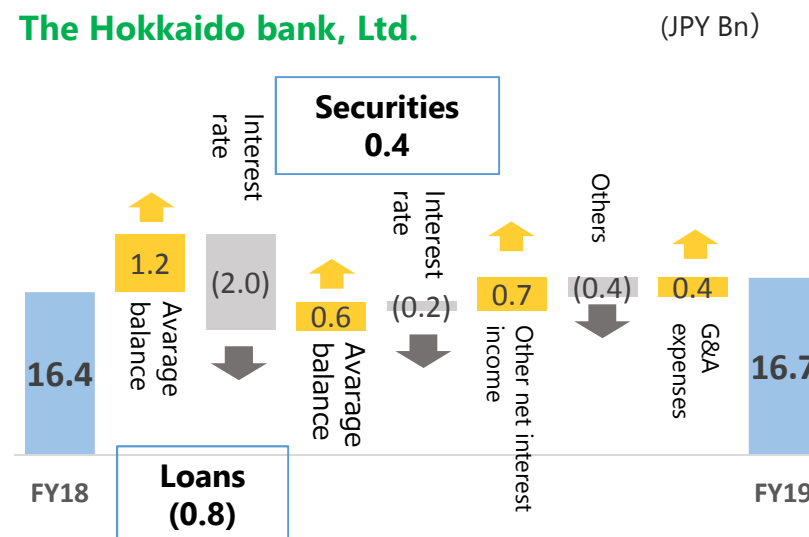 The Hokkaido bank, Ltd.
(JPY Bn)
16.4
FY18
1.2
Avarage
balance
Interest
rate
(2.0)
Loans
(0.8)
Securities
0.4
0.6
Avarage
balance
Interest
rate
(0.2)
0.7
Other net interest
income
Others
(0.4)
0.4
G&A
expenses
16.7
FY19